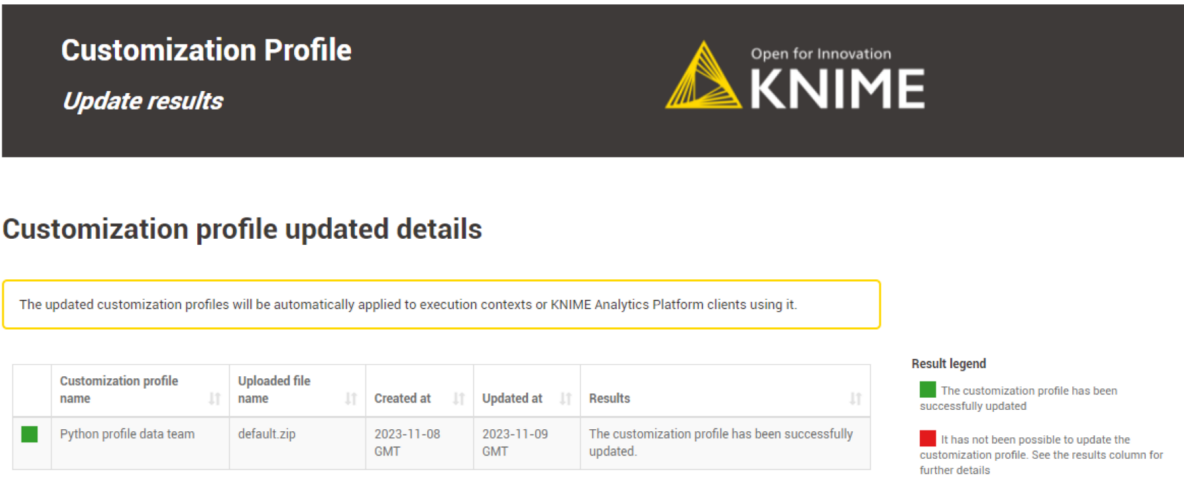 Customization Profile
Update results
Open for Innovation
KNIME
Customization profile updated details
The updated customization profiles will be automatically applied to execution contexts or KNIME Analytics Platform clients using it.
Customization profile
name
Uploaded file
name
Created at
Updated at
Results
Python profile data team
default.zip
2023-11-08
GMT
2023-11-09
GMT
The customization profile has been successfully
updated.
Result legend
The customization profile has been
successfully updated
It has not been possible to update the
customization profile. See the results column for
further details